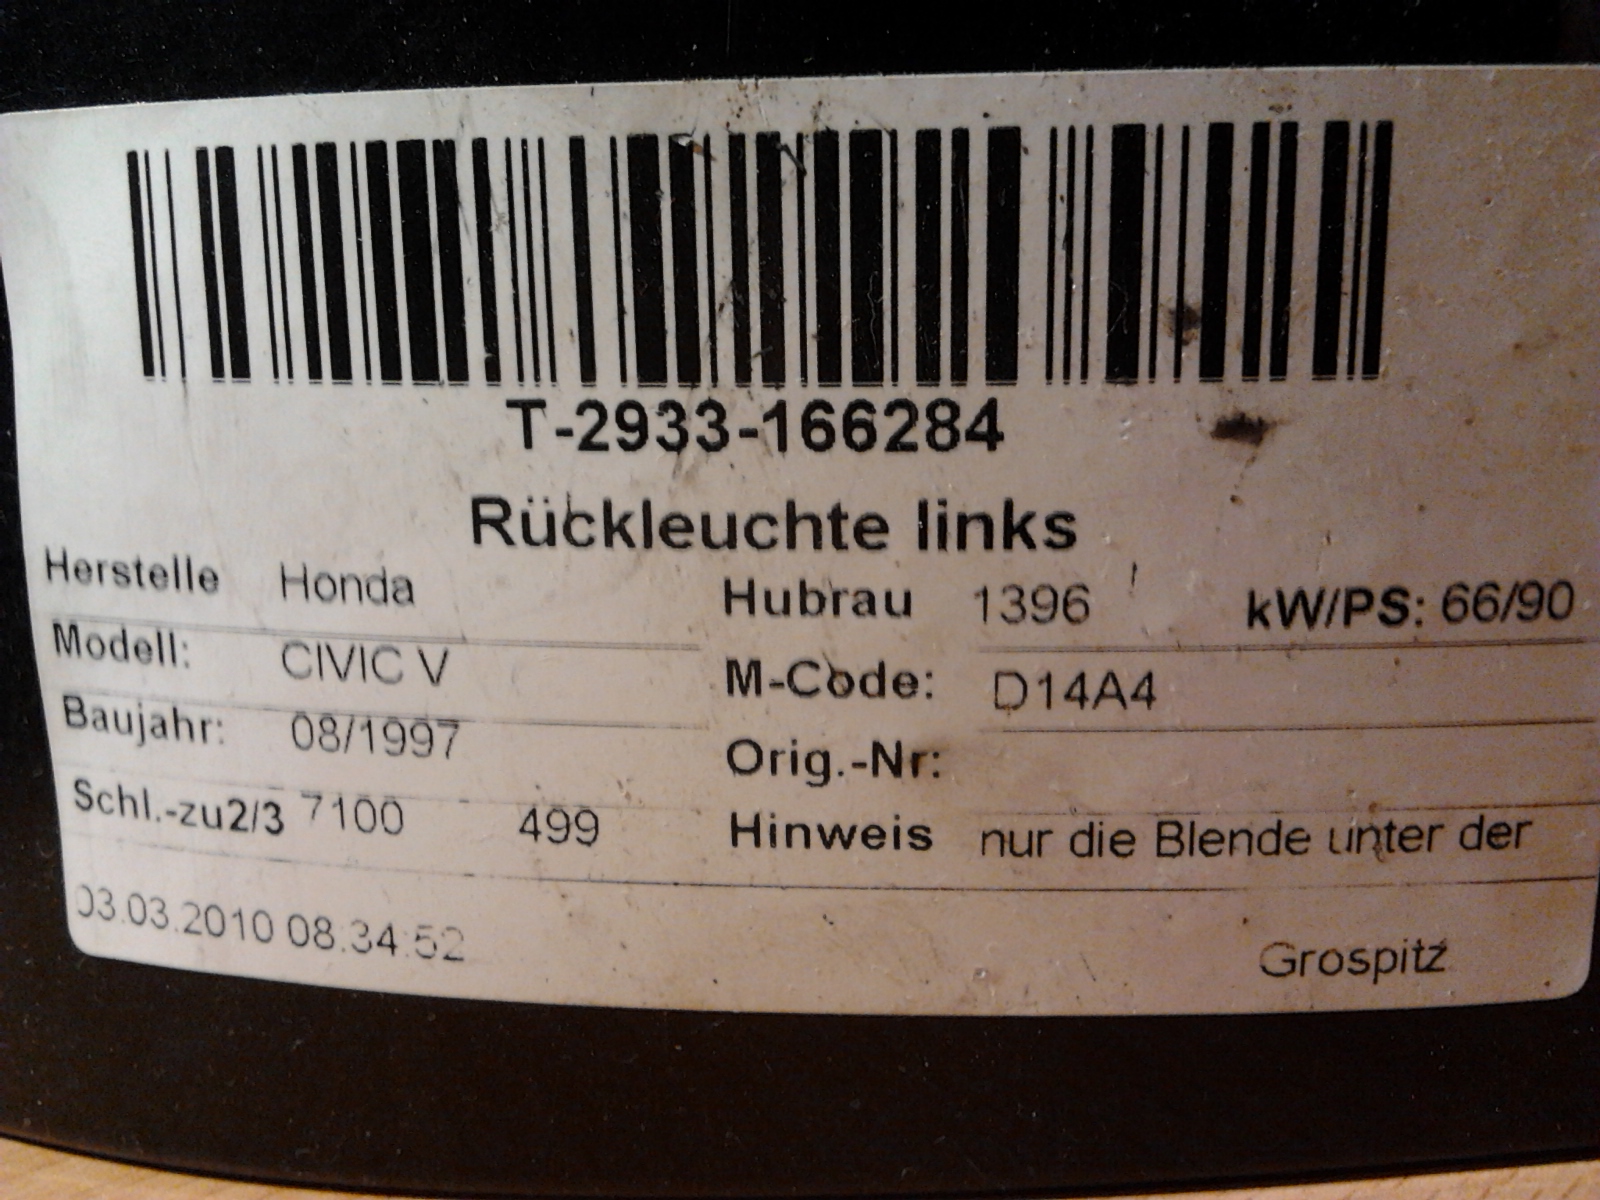 T-2933-166284
Rückleuchte links
Herstelle Honda Hubrau 1396 kW/PS: 66/90
Modell: CIVIC V M-Code: D14A4
Baujahr: 08/1997 Orig.-Nr:
Schl.-zu2/3 7100 499 Hinweis nur die Blende unter der
03.03.2010 08:34:52 Grospitz